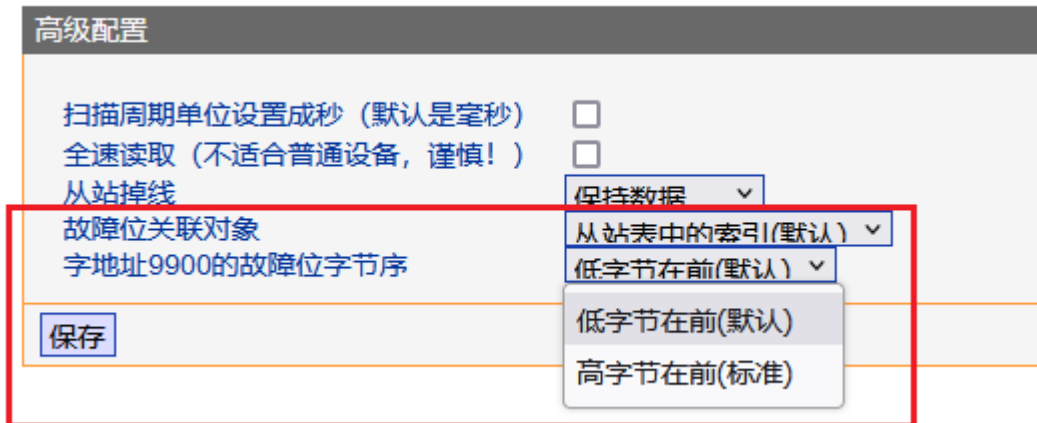 高级配置
扫描周期单位设置成秒（默认是毫秒）
全速读取（不适合普通设备，谨慎！）
从站掉线 保持数据
故障位关联对象 从站表中的索引(默认)
字地址9900的故障位字节序 低字节在前(默认)
低字节在前(默认)
高字节在前(标准)
保存